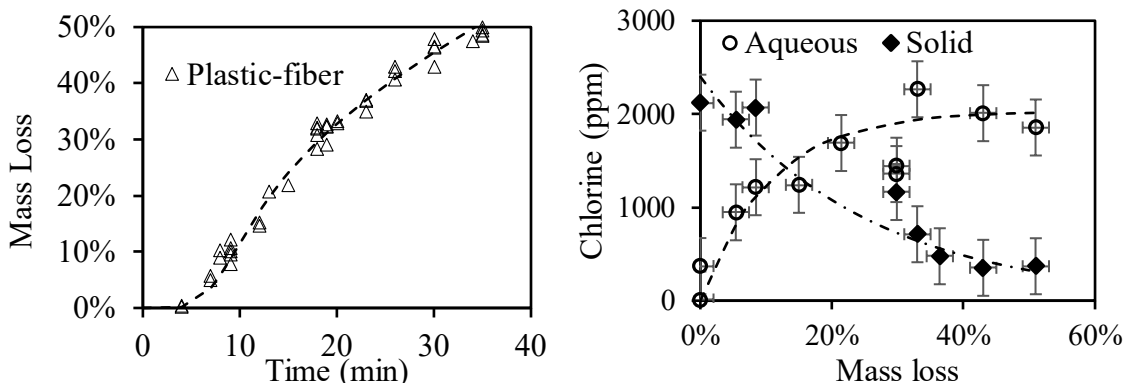 Mass Loss
50%
40%
30%
20%
10%
0%
Plastic-fiber
0
10
20
30
40
Time (min)
Chlorine (ppm)
3000
2000
1000
0
Aqueous
Solid
0%
20%
40%
60%
Mass loss